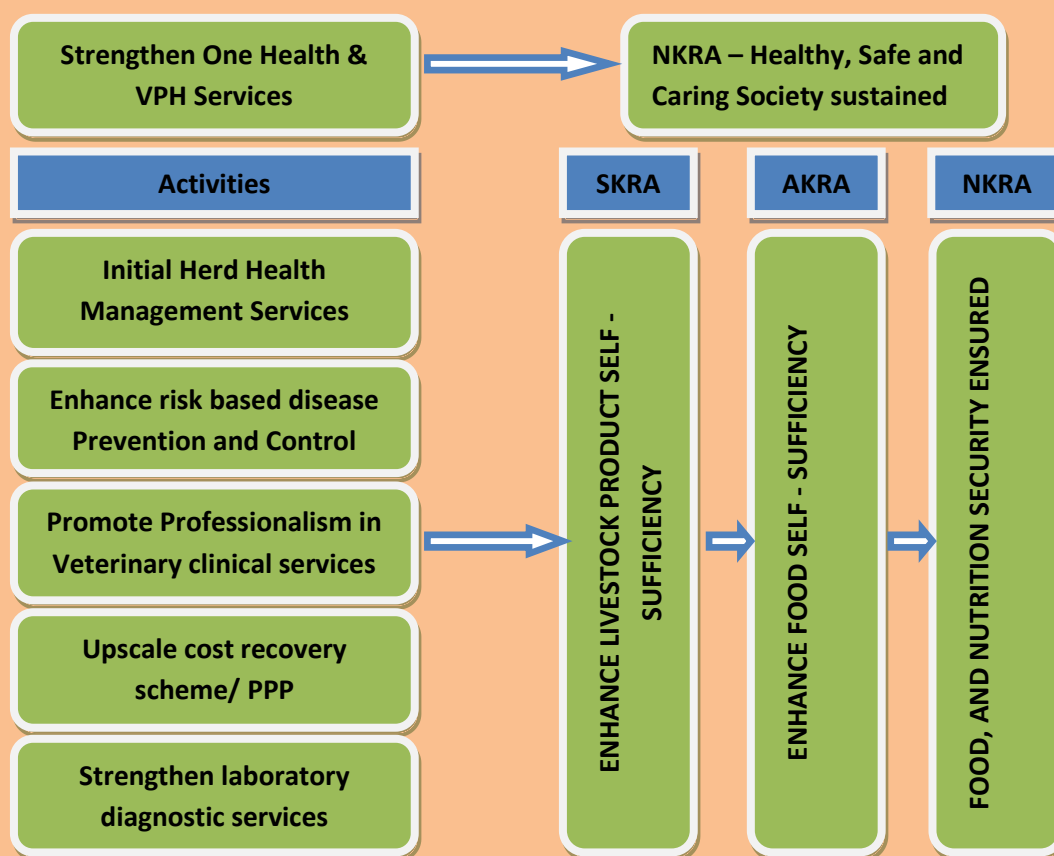 Strengthen One Health &
VPH Services
NKRA – Healthy, Safe and
Caring Society sustained
Activities
SKRA
AKRA
NKRA
Initial Herd Health
Management Services
Enhance risk based disease
Prevention and Control
Promote Professionalism in
Veterinary clinical services
Upscale cost recovery
scheme/ PPP
Strengthen laboratory
diagnostic services
ENHANCE LIVESTOCK PRODUCT SELF -
SUFFICIENCY
ENHANCE FOOD SELF - SUFFICIENCY
FOOD, AND NUTRITION SECURITY ENSURED